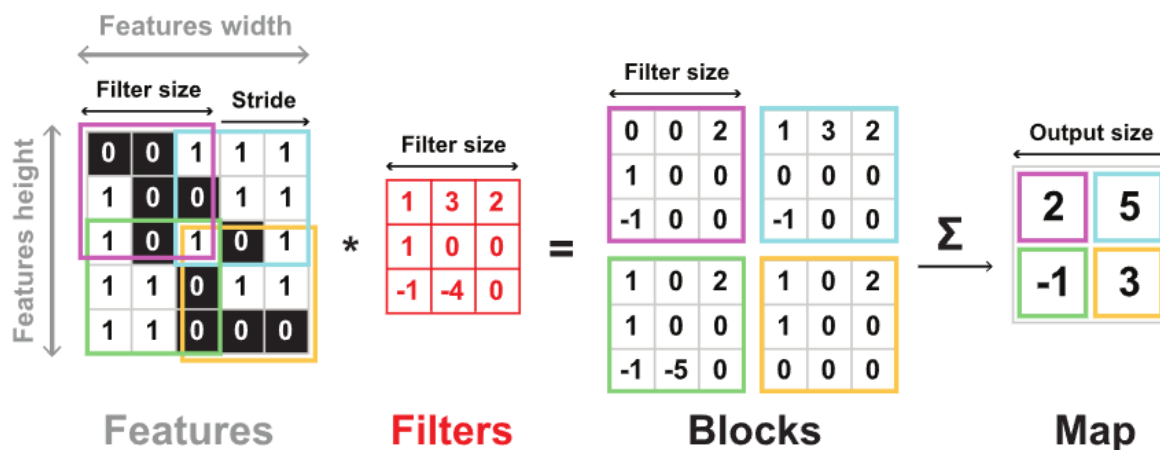 Features width
Filter size
Stride
Features height
0 0 1 1 1
1 0 0 1 1
1 0 1 0 1
1 1 0 1 1
1 1 0 0 0
*
Filter size
1 3 2
1 0 0
-1 -4 0
=
Filter size
0 0 2
1 0 0
-1 0 0
1 3 2
0 0 0
-1 0 0
1 0 2
1 0 0
-1 -5 0
1 0 2
1 0 0
0 0 0
Σ
Output size
2 5
-1 3
Features
Filters
Blocks
Map